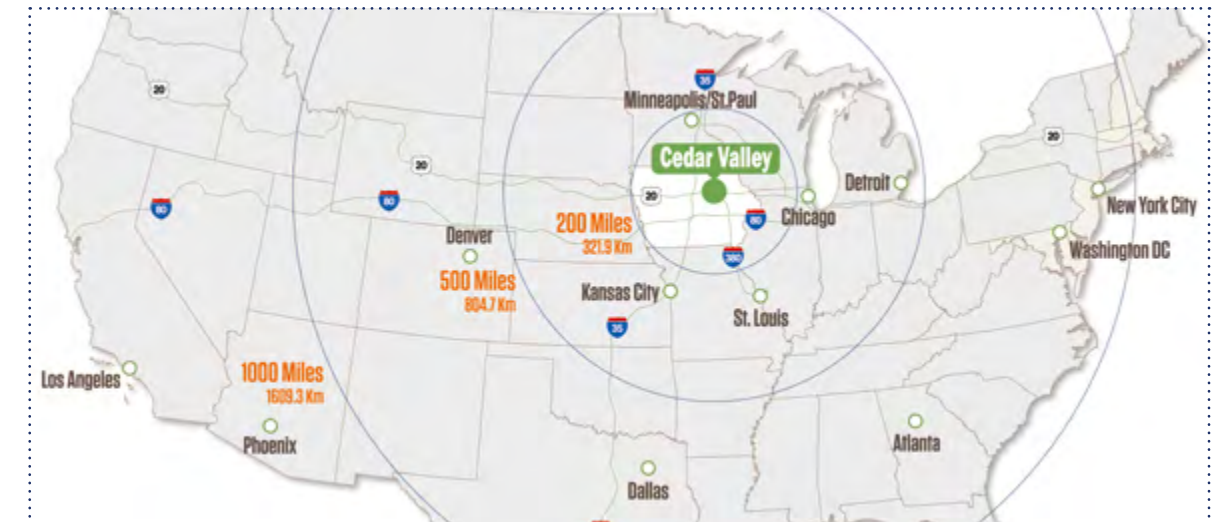 35
Minneapolis/St.Paul
20
20
Cedar Valley
20
Detroit
20
80
80
New York City
Chicago
80
200 Miles
321.9 Km
Denver
Washington DC
380
500 Miles
804.7 Km
Kansas City
St. Louis
35
1000 Miles
1609.3 Km
Los Angeles
Phoenix
Atlanta
Dallas